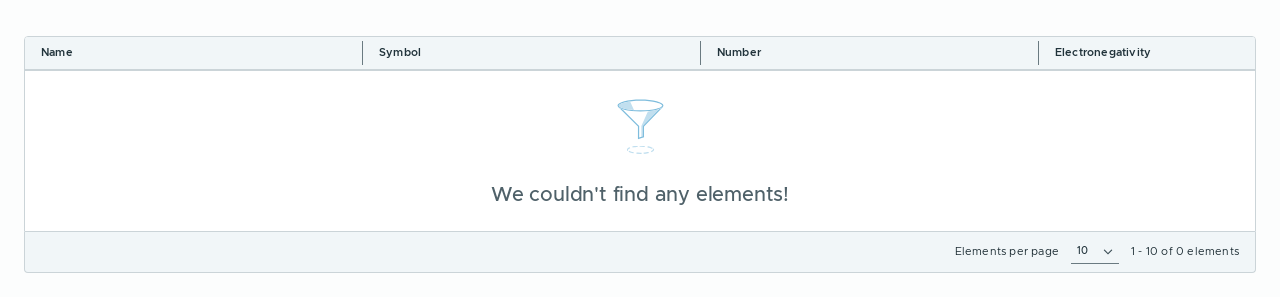 Name Symbol Number Electronegativity
We couldn't find any elements!
Elements per page 10 1 - 10 of 0 elements